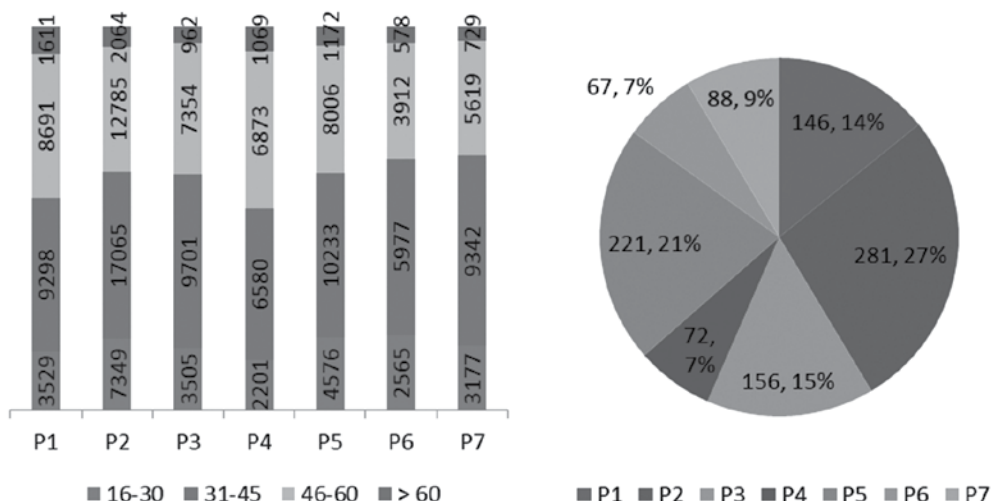 1611 2064 962 1069 1172 578 729
8691 12785 7354 6873 8006 3912 5619
9298 17065 9701 6580 10233 5977 9342
3529 7349 3505 2201 4576 2565 3177
P1 P2 P3 P4 P5 P6 P7
16-30 31-45 46-60 > 60
67, 7%
88, 9%
146, 14%
221, 21%
281, 27%
72,
7%
156, 15%
P1 P2 P3 P4 P5 P6 P7